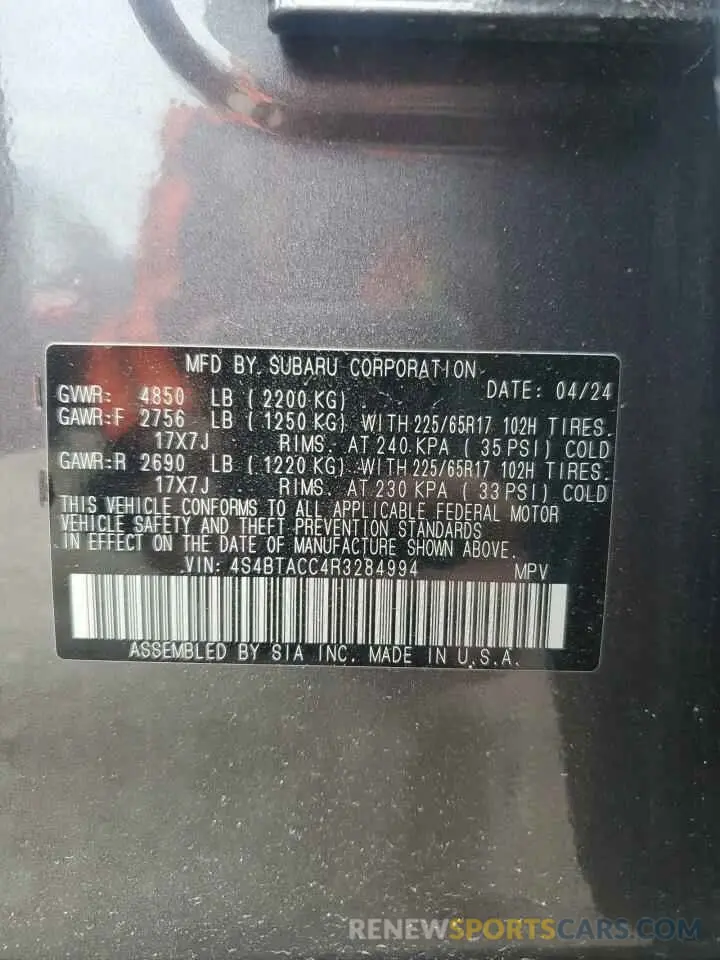 MFD BY SUBARU CORPORATION
GVWR: 4850 LB ( 2200 KG) DATE: 04/24
GAWR:F 2756 LB ( 1250 KG) WITH 225/65R17 102H TIRES.
17X7J RIMS. AT 240 KPA ( 35 PSI) COLD
GAWR:R 2690 LB ( 1220 KG) WITH 225/65R17 102H TIRES.
17X7J RIMS. AT 230 KPA ( 33 PSI) COLD
THIS VEHICLE CONFORMS TO ALL APPLICABLE FEDERAL MOTOR
VEHICLE SAFETY AND THEFT PREVENTION STANDARDS
IN EFFECT ON THE DATE OF MANUFACTURE SHOWN ABOVE.
VIN: 4S4BTACC4R3284994 MPV
ASSEMBLED BY SIA INC. MADE IN U.S.A.
RENEWSPORTSCARS.COM